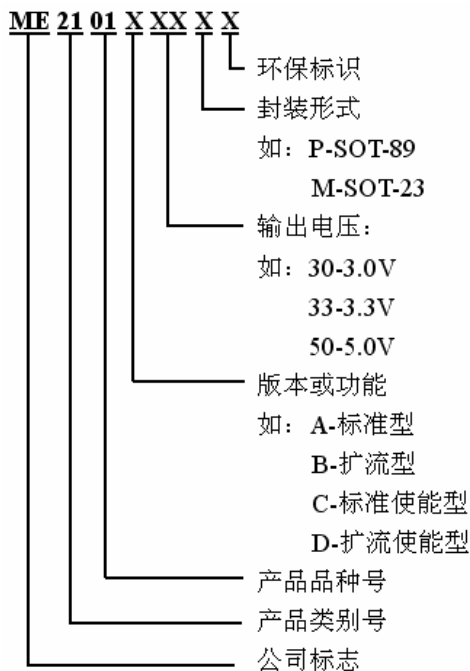 ME 21 01 X XX X X
环保标识
封装形式
如：P-SOT-89
M-SOT-23
输出电压：
如：30-3.0V
33-3.3V
50-5.0V
版本或功能
如：A-标准型
B-扩流型
C-标准使能型
D-扩流使能型
产品品种号
产品类别号
公司标志